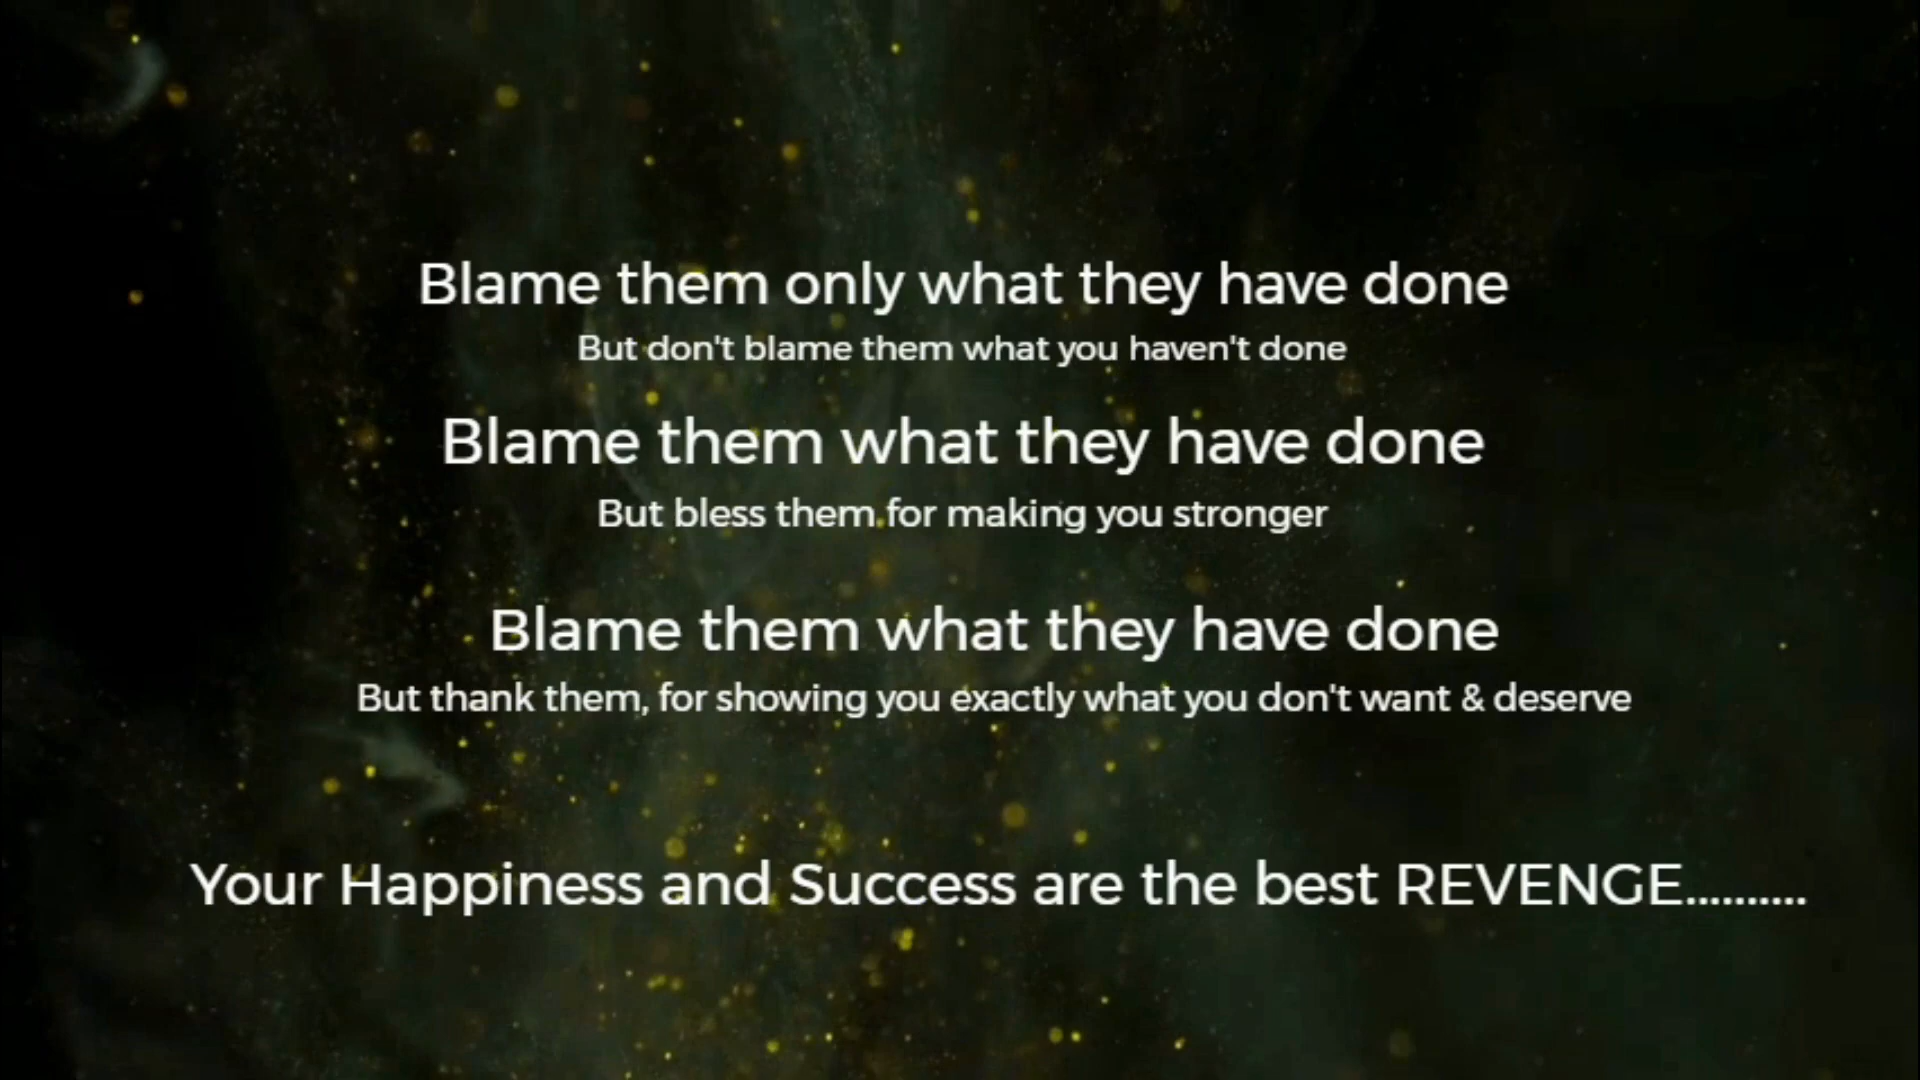 Blame them only what they have done
But don't blame them what you haven't done
Blame them what they have done
But bless them for making you stronger
Blame them what they have done
But thank them, for showing you exactly what you don't want & deserve
Your Happiness and Success are the best REVENGE..........